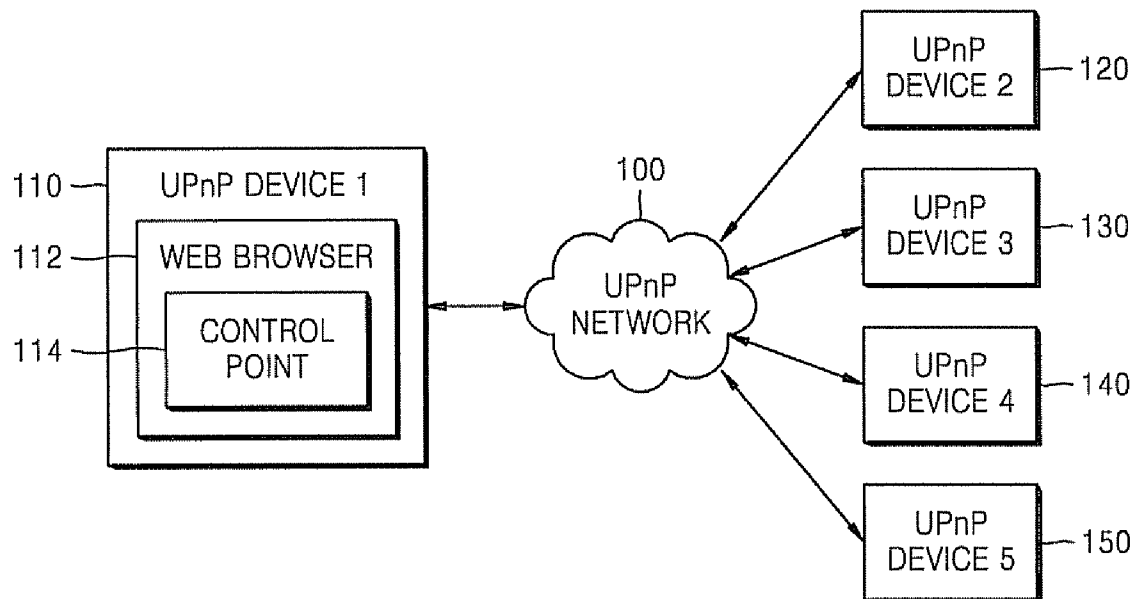 110
UPnP DEVICE 1
112
WEB BROWSER
114
CONTROL
POINT
100
UPnP
NETWORK
UPnP
DEVICE 2
120
UPnP
DEVICE 3
130
UPnP
DEVICE 4
140
UPnP
DEVICE 5
150